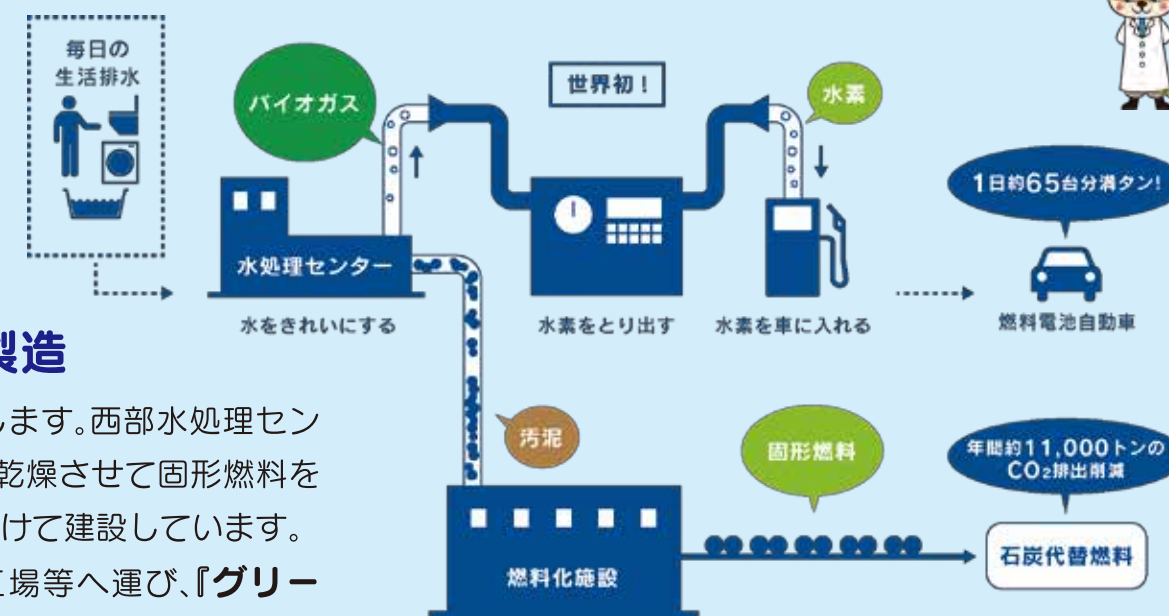 毎日の
生活排水
バイオガス
世界初!
水素
1日約65台分満タン!
水処理センター
水をきれいにする
水素をとり出す
水素を車に入れる
燃料電池自動車
製造
します。西部水処理セン
乾燥させて固形燃料を
けて建設しています。
工場等へ運び、『グリー
汚泥
固形燃料
年間約11,000トンの
CO2排出削減
燃料化施設
石炭代替燃料